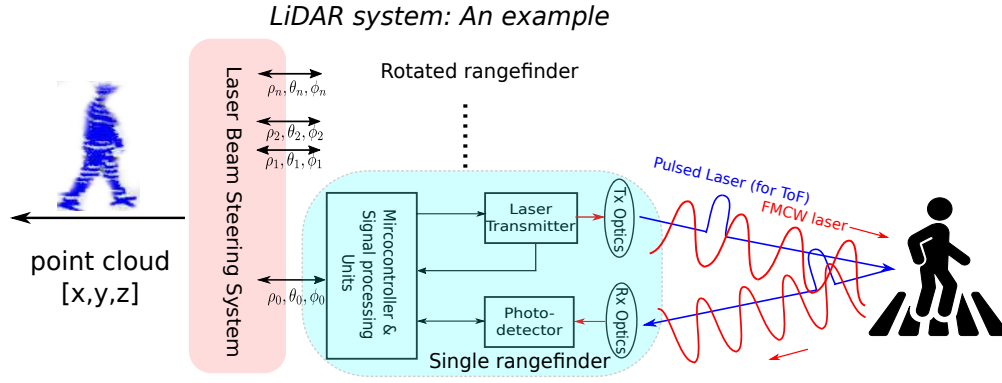 LiDAR system: An example
Laser Beam Steering System
ρₙ, θₙ, ϕₙ
Rotated rangefinder
ρ₂, θ₂, ϕ₂
ρ₁, θ₁, ϕ₁
Pulsed Laser (for ToF)
FMCW laser
Mircocontroller &
Signal processing
Units
Laser
Transmitter
Tx Optics
point cloud
[x,y,z]
ρ₀, θ₀, ϕ₀
Photo-
detector
Rx Optics
Single rangefinder